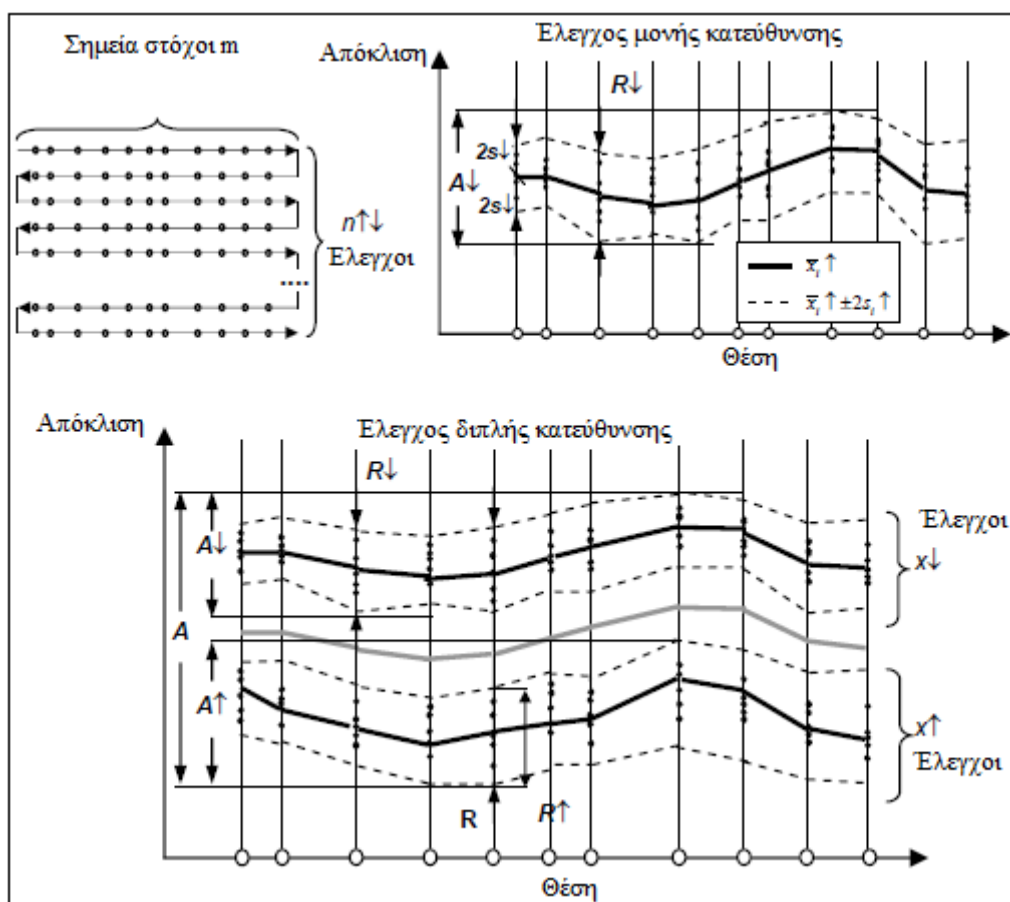 Σημεία στόχοι m
n↑↓
Έλεγχοι
....
Έλεγχος μονής κατεύθυνσης
Απόκλιση
R↓
2s↓
A↓
2s↓
x̄ᵢ↑
x̄ᵢ↑±2sᵢ↑
Θέση
Απόκλιση
Έλεγχος διπλής κατεύθυνσης
R↓
Έλεγχοι
x↓
A↓
A
A↑
x↑
Έλεγχοι
R
R↑
Θέση